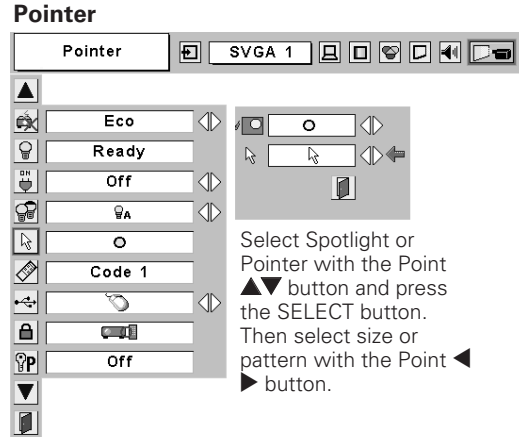 Pointer
Pointer
SVGA 1
Eco
Ready
ON
Off
A
Code 1
P
Off
Select Spotlight or
Pointer with the Point
▲▼ button and press
the SELECT button.
Then select size or
pattern with the Point ◀
▶ button.